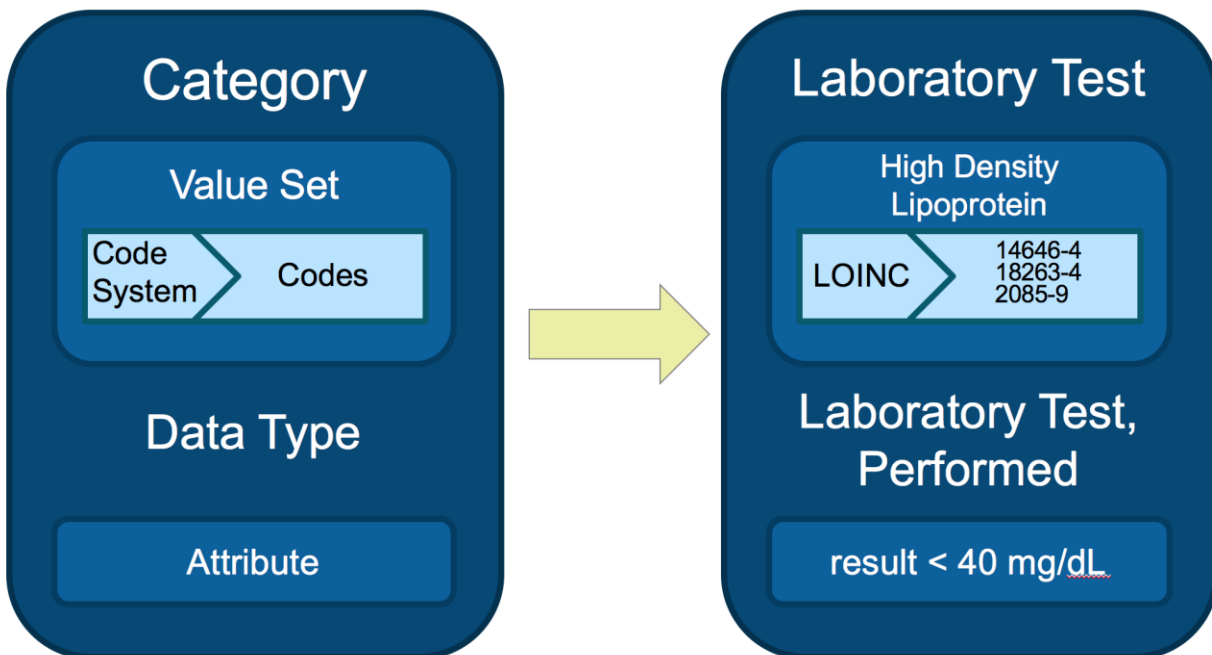 Category
Value Set
Code
System
Codes
Data Type
Attribute
Laboratory Test
High Density
Lipoprotein
LOINC
14646-4
18263-4
2085-9
Laboratory Test,
Performed
result < 40 mg/dL